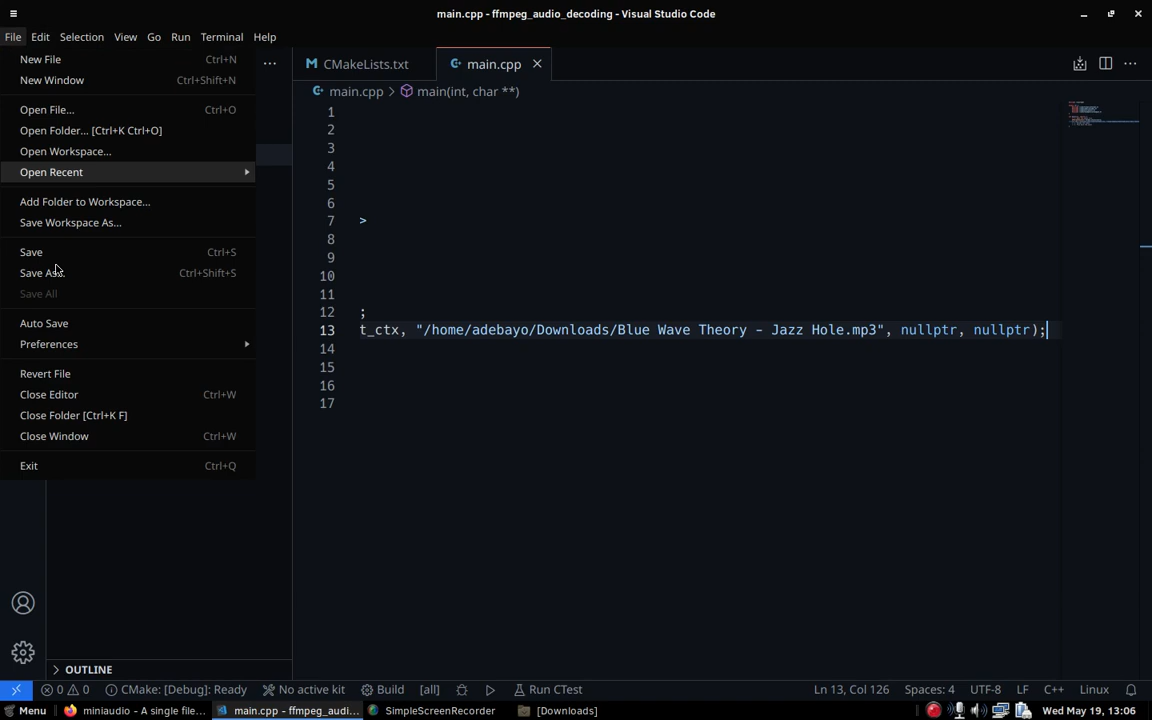 main.cpp - ffmpeg_audio_decoding - Visual Studio Code
File Edit Selection View Go Run Terminal Help
New File Ctrl+N
New Window Ctrl+Shift+N
Open File... Ctrl+O
Open Folder... [Ctrl+K Ctrl+O]
Open Workspace...
Open Recent
Add Folder to Workspace...
Save Workspace As...
Save Ctrl+S
Save As... Ctrl+Shift+S
Save All
Auto Save
Preferences
Revert File
Close Editor Ctrl+W
Close Folder [Ctrl+K F]
Close Window Ctrl+W
Exit Ctrl+Q
CMakeLists.txt main.cpp
main.cpp > main(int, char **)
1
2
3
4
5
6
7 >
8
9
10
11
12 ;
13 t_ctx, "/home/adebayo/Downloads/Blue Wave Theory - Jazz Hole.mp3", nullptr, nullptr);
14
15
16
17
OUTLINE
0 0 CMake: [Debug]: Ready No active kit Build [all] Run CTest Ln 13, Col 126 Spaces: 4 UTF-8 LF C++ Linux
Menu miniaudio - A single file... main.cpp - ffmpeg_audi... SimpleScreenRecorder [Downloads] Wed May 19, 13:06